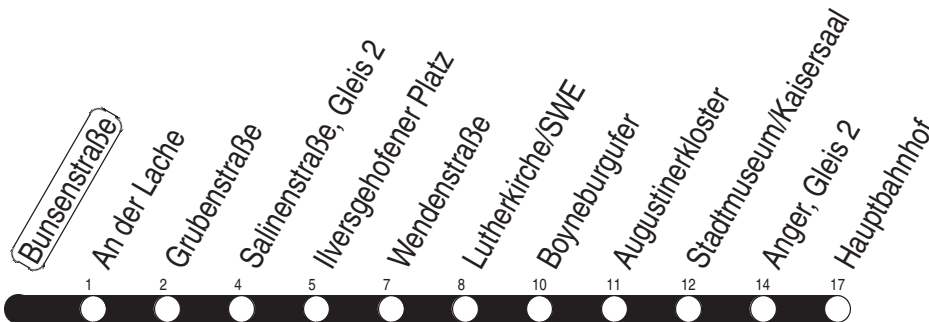 Bunsenstraße
An der Lache
Grubenstraße
Salinenstraße, Gleis 2
Ilversgehofener Platz
Wendenstraße
Lutherkirche/SWE
Boyneburgufer
Augustinerkloster
Stadtmuseum/Kaisersaal
Anger, Gleis 2
Hauptbahnhof
1 2 4 5 7 8 10 11 12 14 17